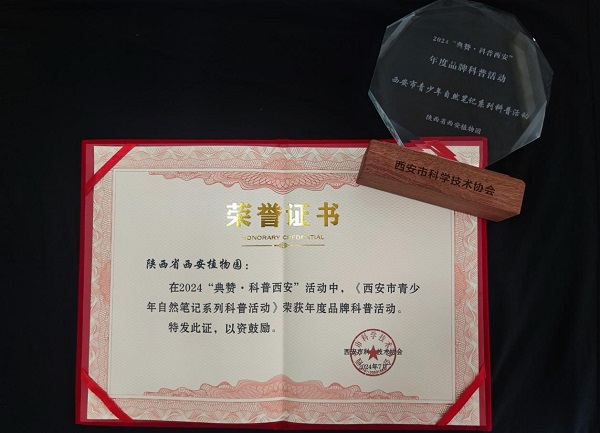 2024“典赞·科普西安”
年度品牌科普活动
西安市青少年自然笔记系列科普活动
陕西省西安植物园
西安市科学技术协会
荣誉证书
HONORARY CREDENTIAL
陕西省西安植物园：
在2024“典赞·科普西安”活动中，《西安市青少
年自然笔记系列科普活动》荣获年度品牌科普活动。
特发此证，以资鼓励。
西安市科学技术协会
2024年7月